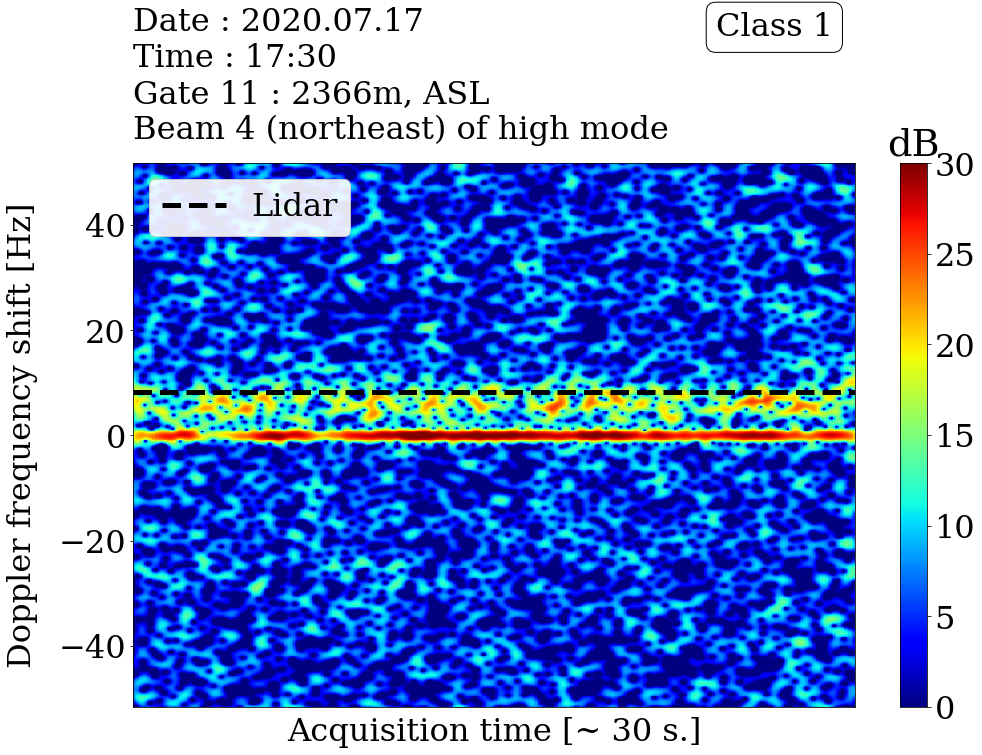 Date : 2020.07.17
Time : 17:30
Gate 11 : 2366m, ASL
Beam 4 (northeast) of high mode
Class 1
dB
Lidar
Doppler frequency shift [Hz]
40
20
0
−20
−40
30
25
20
15
10
5
0
Acquisition time [~ 30 s.]